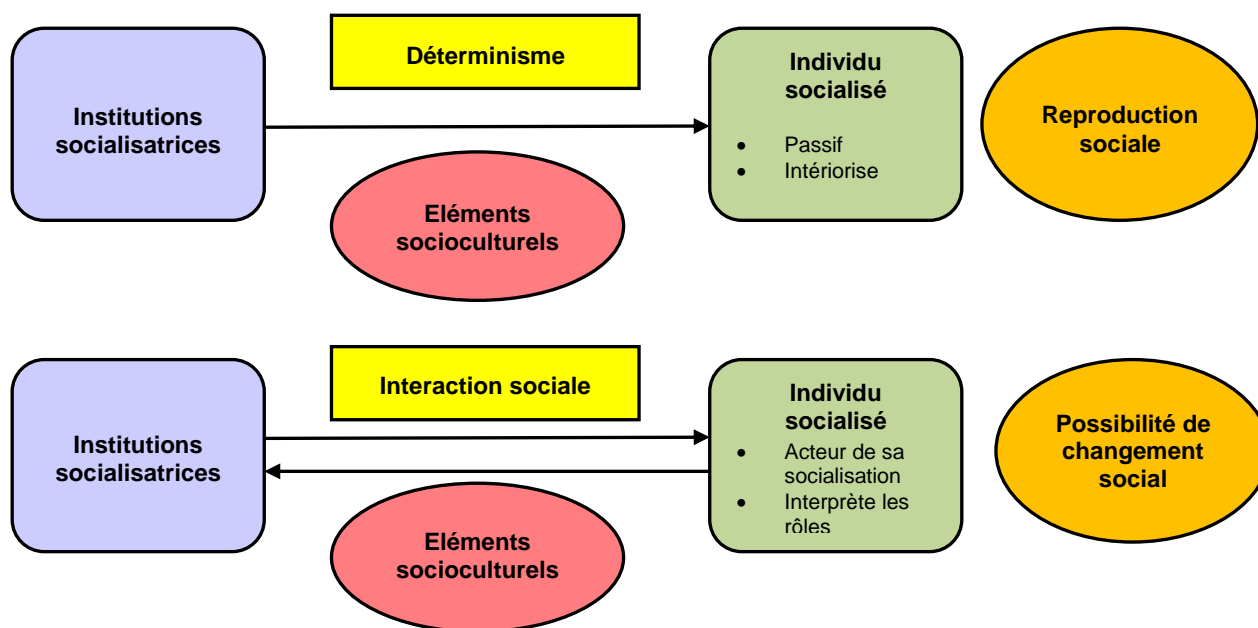 Déterminisme
Institutions
socialisatrices
Individu
socialisé
• Passif
• Intériorise
Reproduction
sociale
Eléments
socioculturels
Interaction sociale
Institutions
socialisatrices
Individu
socialisé
• Acteur de sa
socialisation
• Interprète les
rôles
Possibilité de
changement
social
Eléments
socioculturels